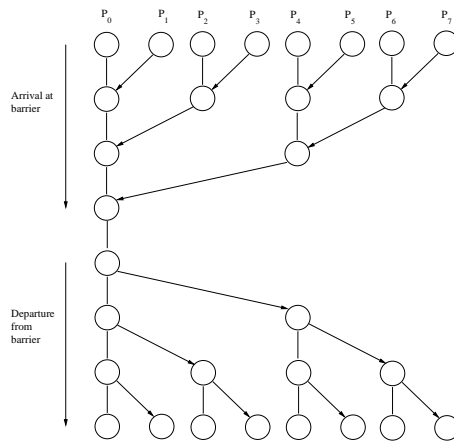 P0 P1 P2 P3 P4 P5 P6 P7
Arrival at
barrier
Departure
from
barrier